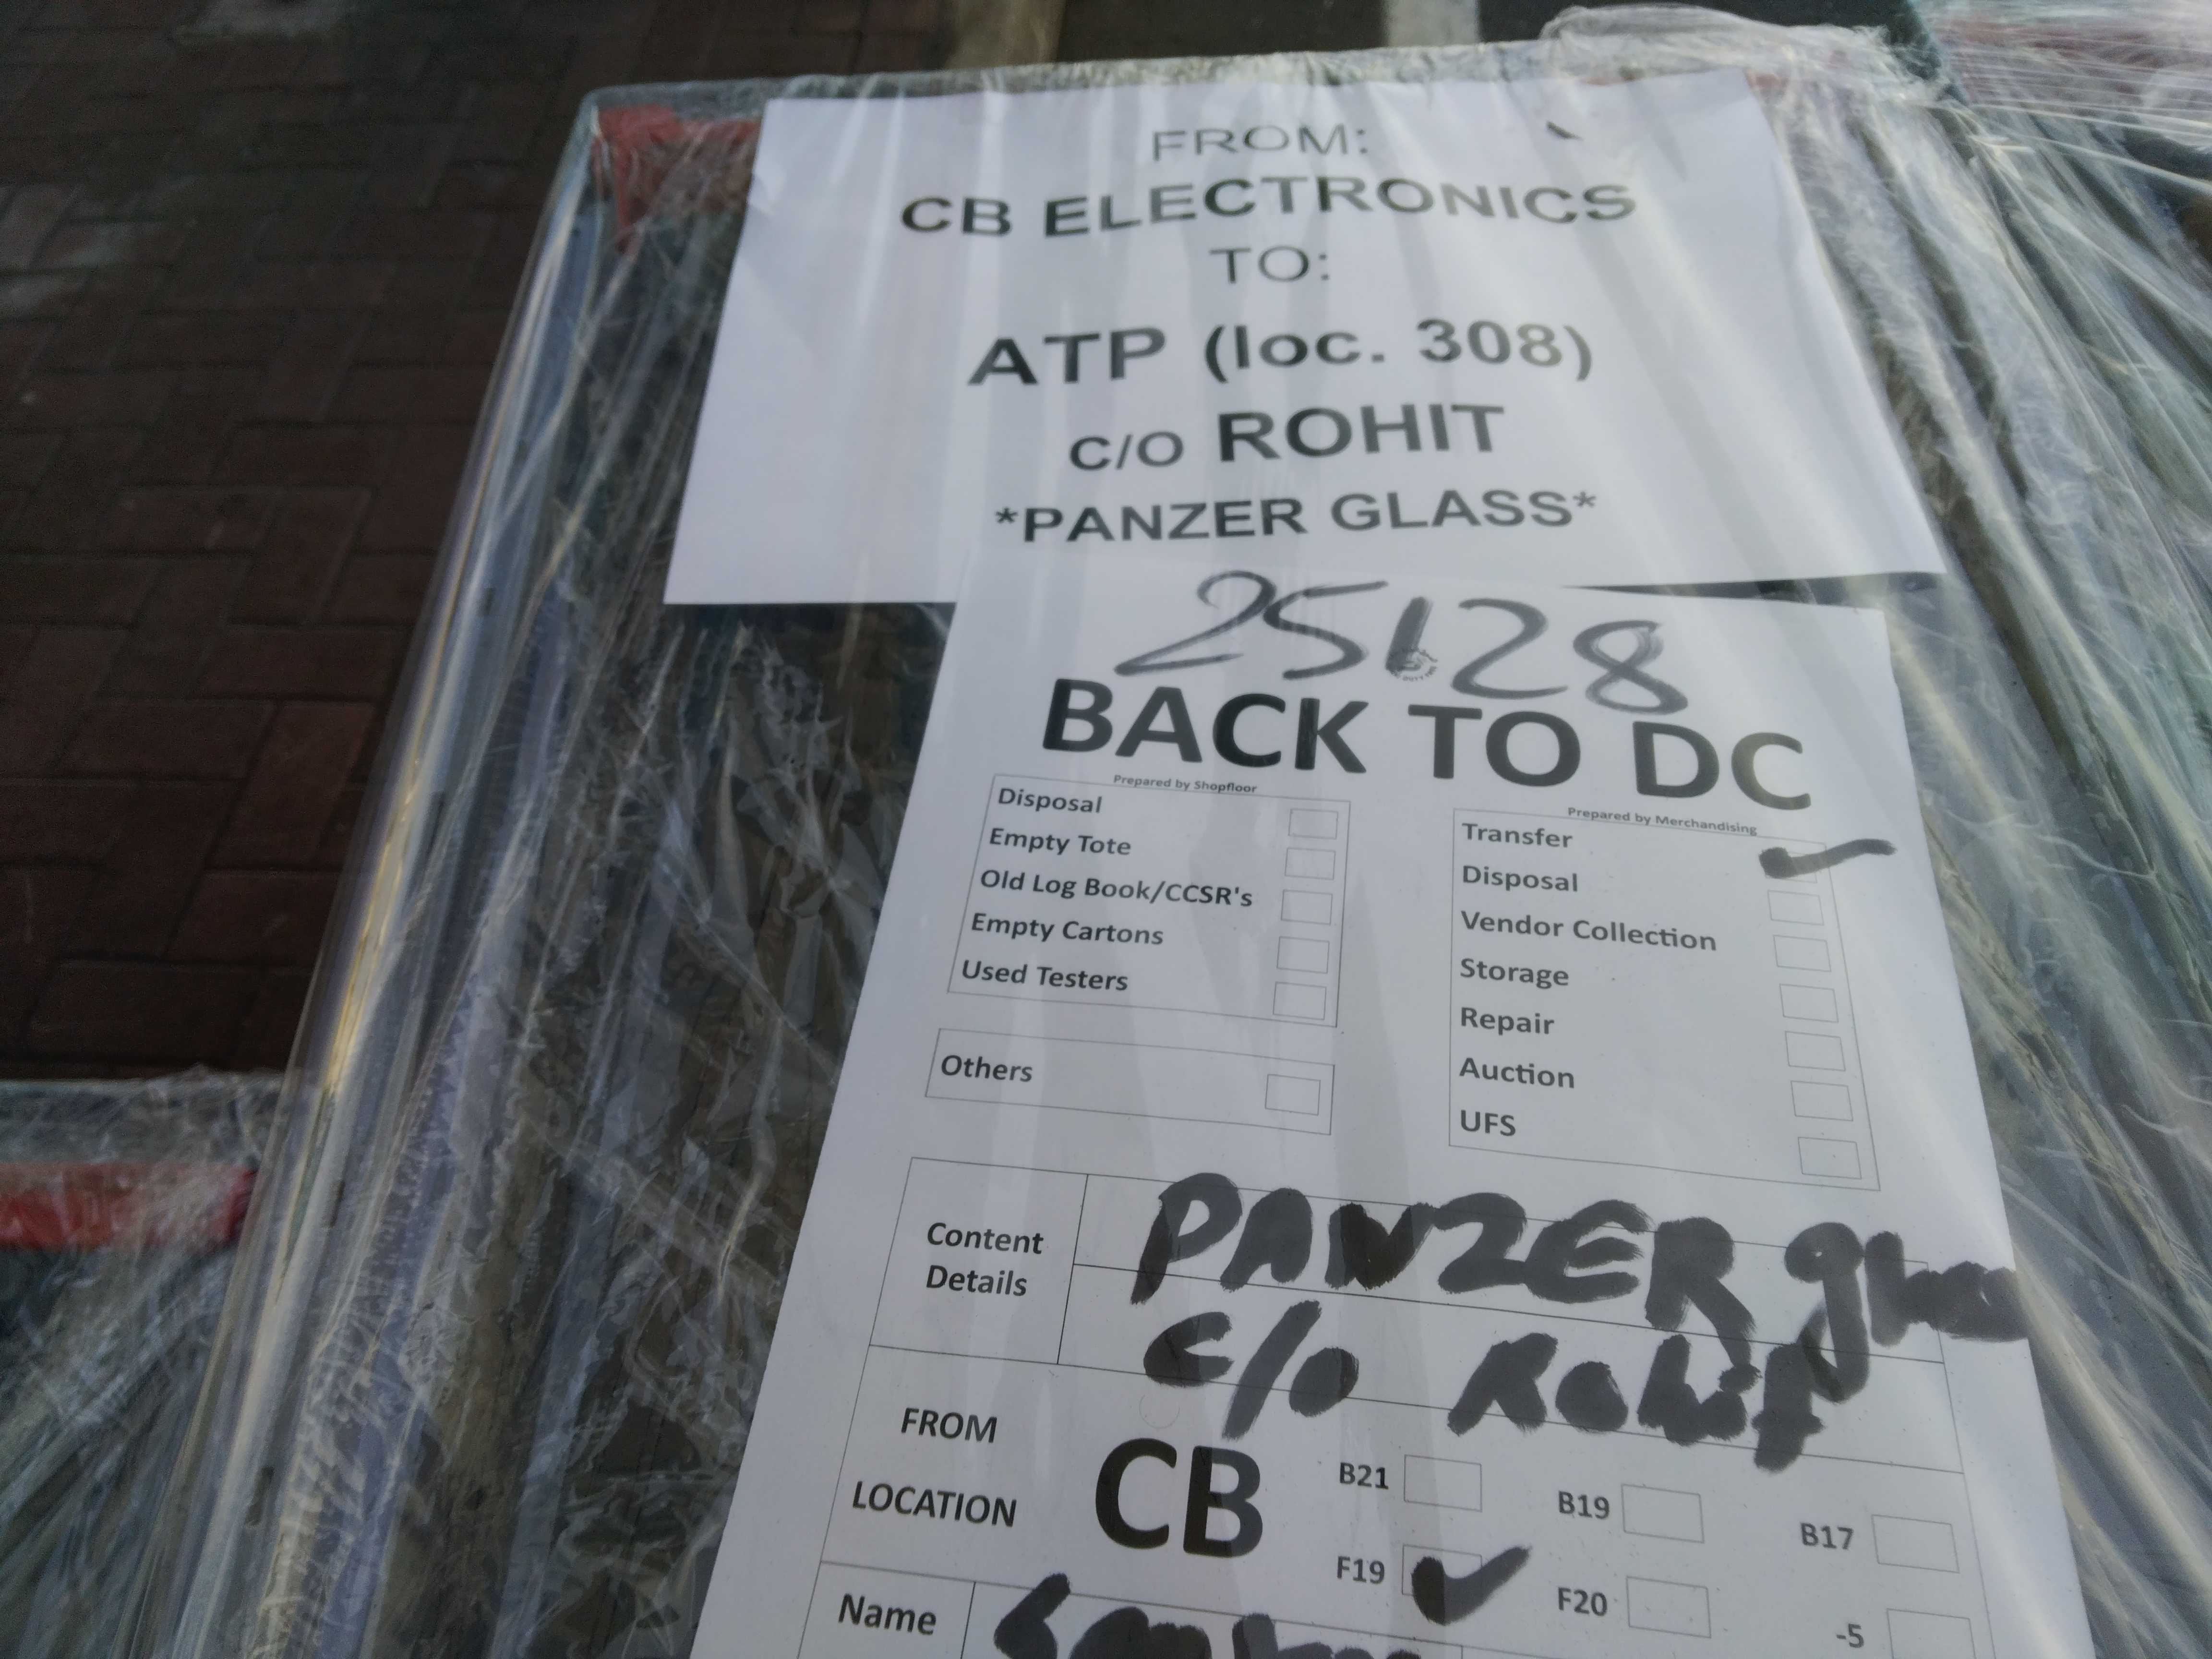 FROM:
CB ELECTRONICS
TO:
ATP (loc. 308)
C/O ROHIT
*PANZER GLASS*
25128
BACK TO DC
Prepared by Shopfloor
Disposal
Empty Tote
Old Log Book/CCSR's
Empty Cartons
Used Testers
Others
Prepared by Merchandising
Transfer
Disposal
Vendor Collection
Storage
Repair
Auction
UFS
Content
Details
PANZER glass
c/o Rohit
FROM
LOCATION
CB
B21
B19
B17
F19
F20
-5
Name